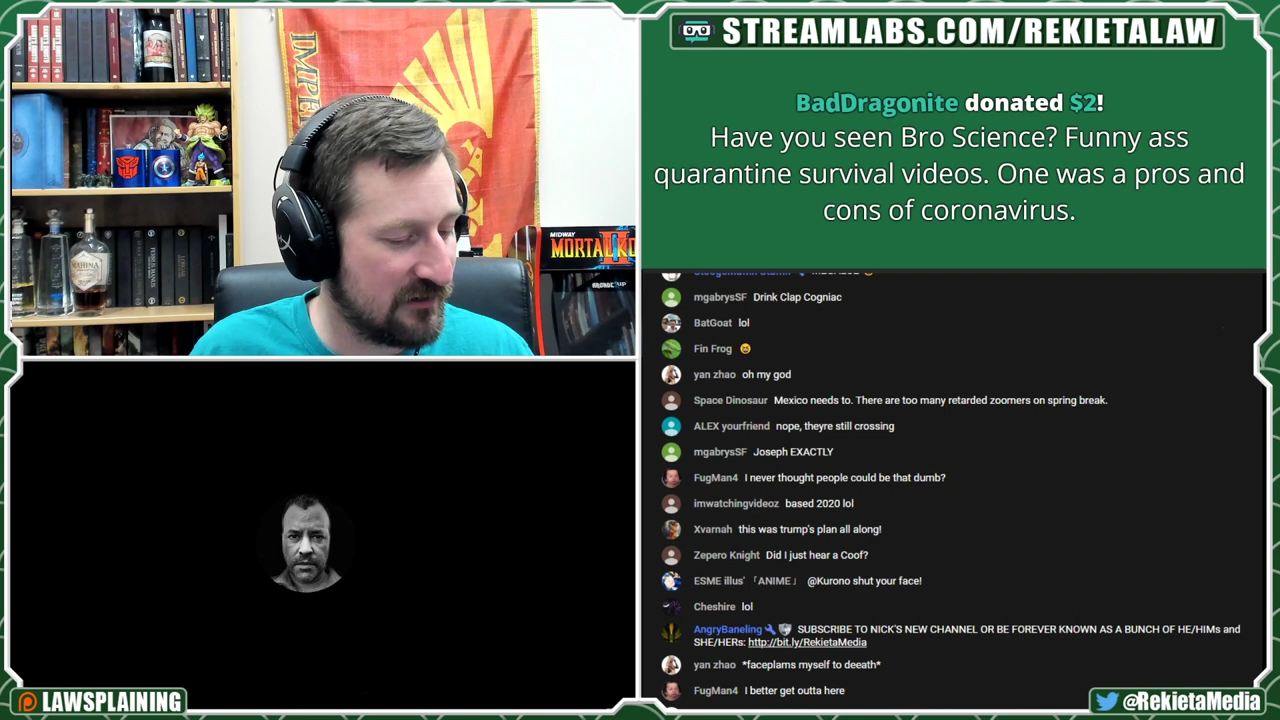 STREAMLABS.COM/REKIETALAW
BadDragonite donated $2!
Have you seen Bro Science? Funny ass
quarantine survival videos. One was a pros and
cons of coronavirus.
mgabrysSF Drink Clap Cogniac
BatGoat lol
Fin Frog
yan zhao oh my god
Space Dinosaur Mexico needs to. There are too many retarded zoomers on spring break.
ALEX yourfriend nope, theyre still crossing
mgabrysSF Joseph EXACTLY
FugMan4 I never thought people could be that dumb?
imwatchingvideoz based 2020 lol
Xvarnah this was trump's plan all along!
Zepero Knight Did I just hear a Coof?
ESME illus' 「ANIME」 @Kurono shut your face!
Cheshire lol
AngryBaneling SUBSCRIBE TO NICK'S NEW CHANNEL OR BE FOREVER KNOWN AS A BUNCH OF HE/HIMs and
SHE/HERs: http://bit.ly/RekietaMedia
yan zhao *faceplams myself to deeath*
FugMan4 I better get outta here
MIDWAY
MORTAL KO
II
LAWSPLAINING
@RekietaMedia